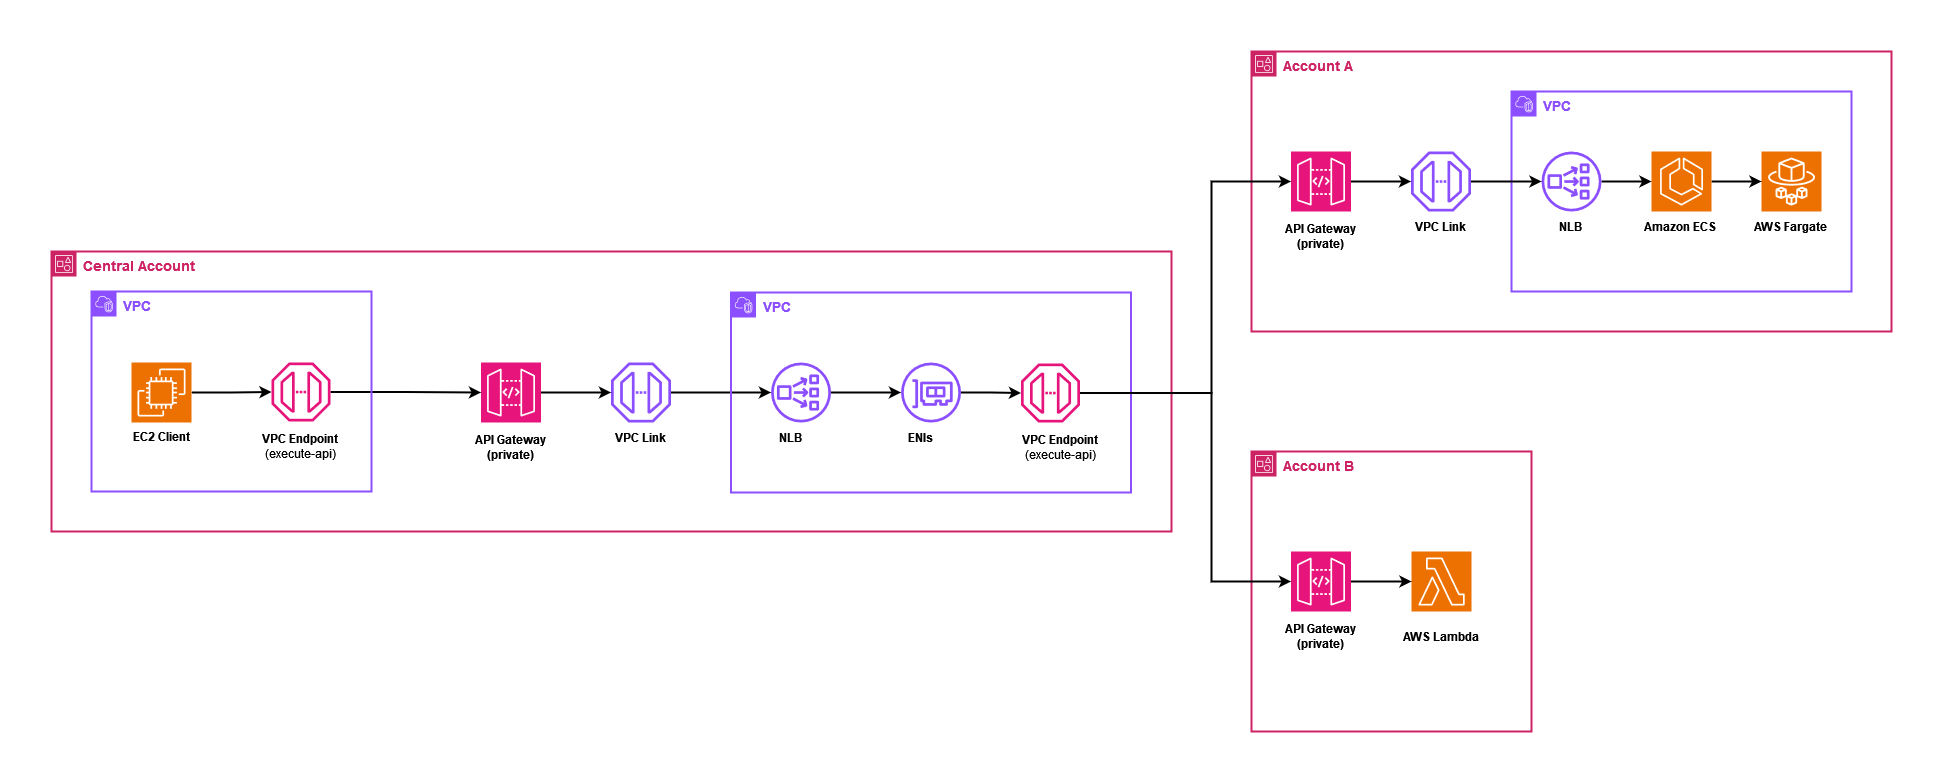 Account A
VPC
API Gateway
(private)
VPC Link
NLB
Amazon ECS
AWS Fargate
Central Account
VPC
EC2 Client
VPC Endpoint
(execute-api)
API Gateway
(private)
VPC Link
VPC
NLB
ENIs
VPC Endpoint
(execute-api)
Account B
API Gateway
(private)
AWS Lambda